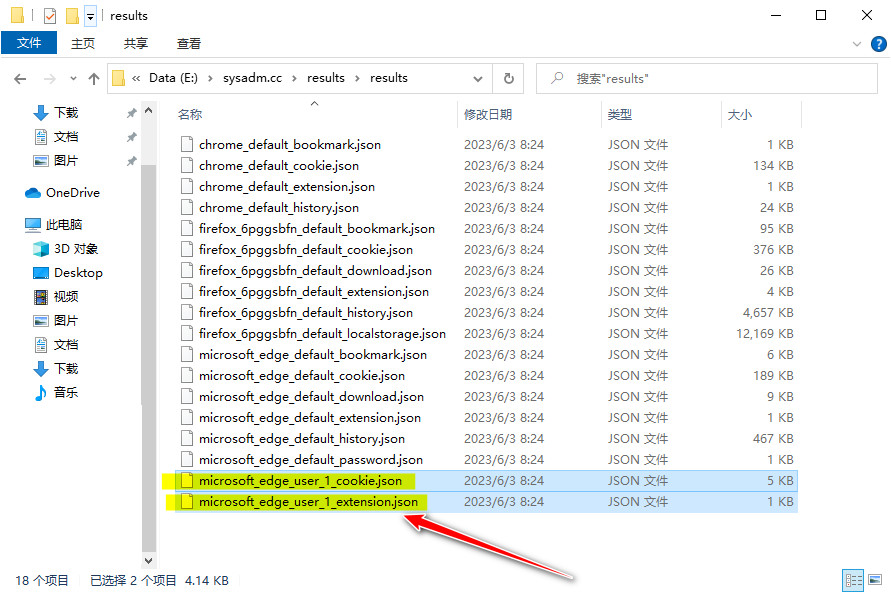 results
文件 主页 共享 查看
« Data (E:) › sysadm.cc › results › results 搜索"results"
下载
文档
图片
OneDrive
此电脑
3D 对象
Desktop
视频
图片
文档
下载
音乐
名称 修改日期 类型 大小
chrome_default_bookmark.json 2023/6/3 8:24 JSON 文件 1 KB
chrome_default_cookie.json 2023/6/3 8:24 JSON 文件 134 KB
chrome_default_extension.json 2023/6/3 8:24 JSON 文件 1 KB
chrome_default_history.json 2023/6/3 8:24 JSON 文件 24 KB
firefox_6pggsbfn_default_bookmark.json 2023/6/3 8:24 JSON 文件 95 KB
firefox_6pggsbfn_default_cookie.json 2023/6/3 8:24 JSON 文件 376 KB
firefox_6pggsbfn_default_download.json 2023/6/3 8:24 JSON 文件 26 KB
firefox_6pggsbfn_default_extension.json 2023/6/3 8:24 JSON 文件 4 KB
firefox_6pggsbfn_default_history.json 2023/6/3 8:24 JSON 文件 4,657 KB
firefox_6pggsbfn_default_localstorage.json 2023/6/3 8:24 JSON 文件 12,169 KB
microsoft_edge_default_bookmark.json 2023/6/3 8:24 JSON 文件 6 KB
microsoft_edge_default_cookie.json 2023/6/3 8:24 JSON 文件 189 KB
microsoft_edge_default_download.json 2023/6/3 8:24 JSON 文件 9 KB
microsoft_edge_default_extension.json 2023/6/3 8:24 JSON 文件 1 KB
microsoft_edge_default_history.json 2023/6/3 8:24 JSON 文件 467 KB
microsoft_edge_default_password.json 2023/6/3 8:24 JSON 文件 1 KB
microsoft_edge_user_1_cookie.json 2023/6/3 8:24 JSON 文件 5 KB
microsoft_edge_user_1_extension.json 2023/6/3 8:24 JSON 文件 1 KB
18 个项目 已选择 2 个项目 4.14 KB